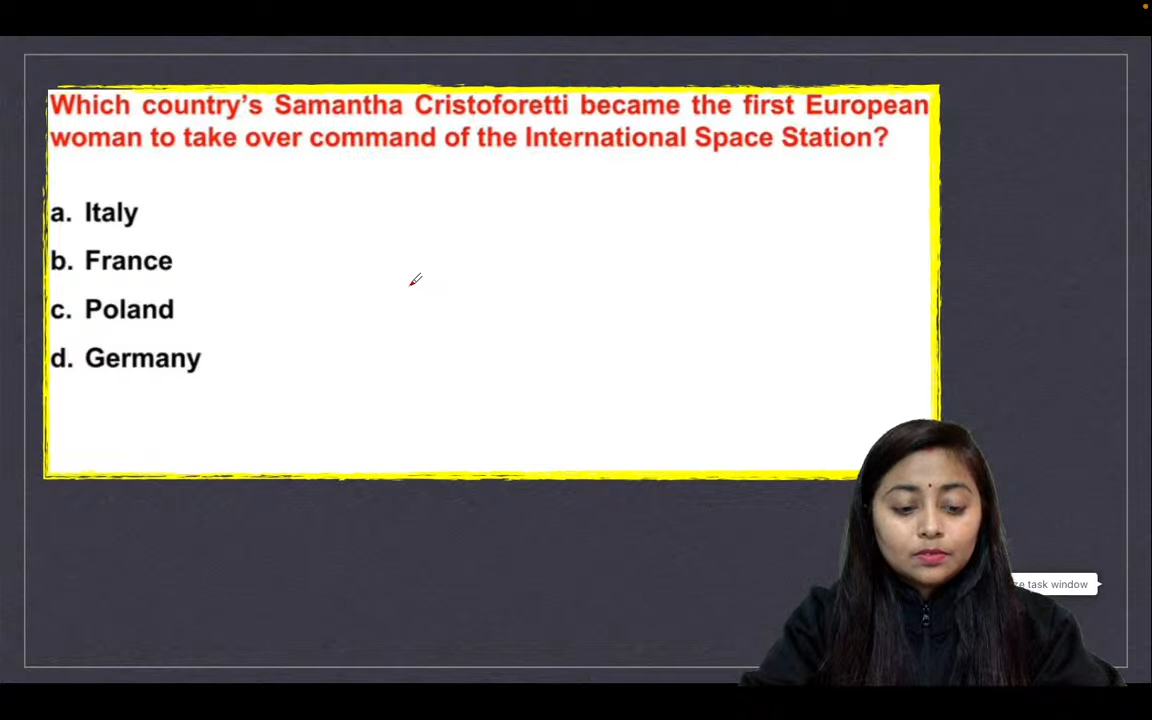 Which country’s Samantha Cristoforetti became the first European
woman to take over command of the International Space Station?
a. Italy
b. France
c. Poland
d. Germany
task window